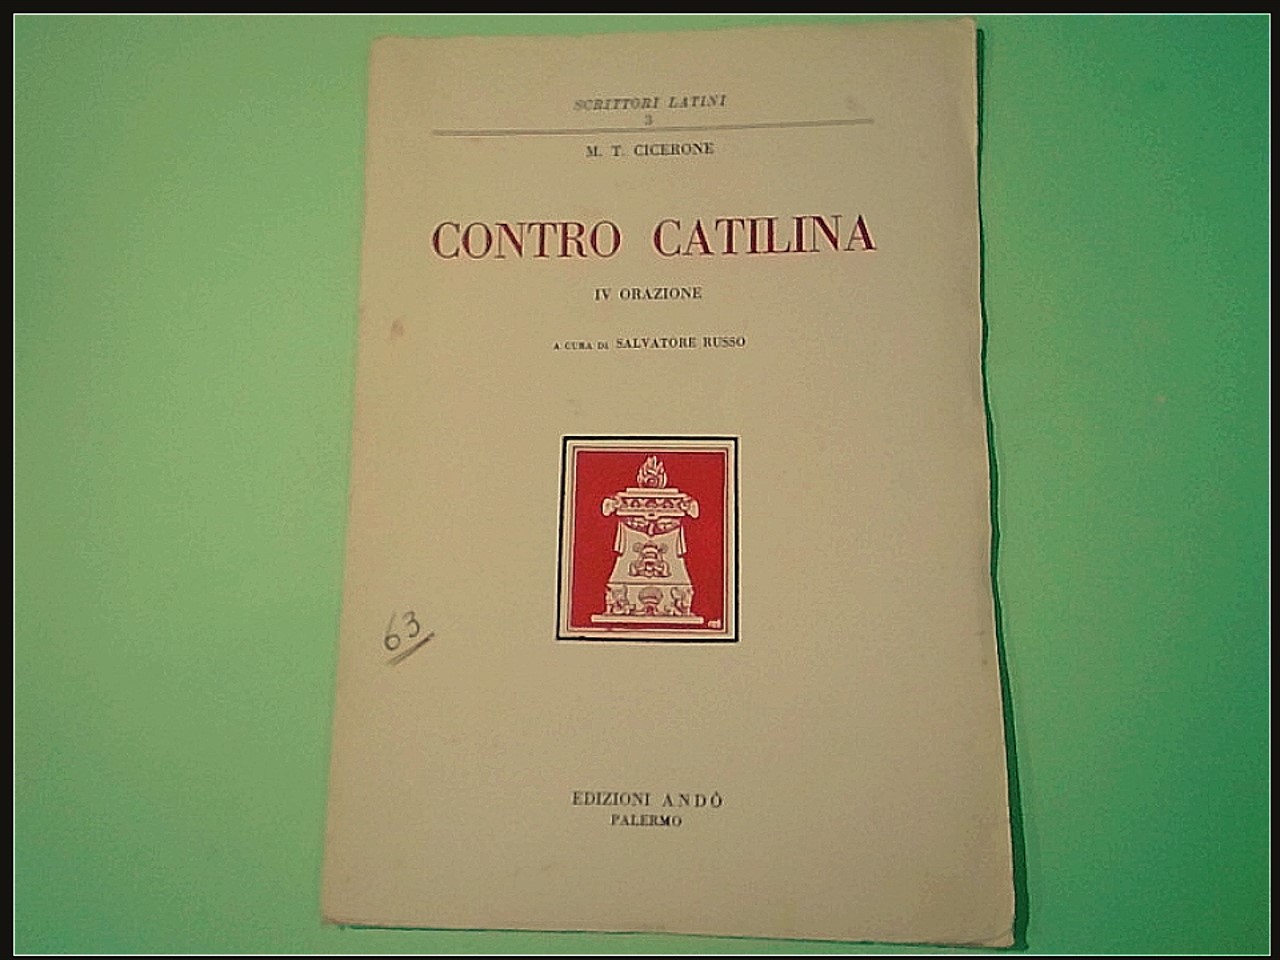 SCRITTORI LATINI
3
M. T. CICERONE
CONTRO CATILINA
IV ORAZIONE
A CURA DI SALVATORE RUSSO
63
EDIZIONI ANDÒ
PALERMO